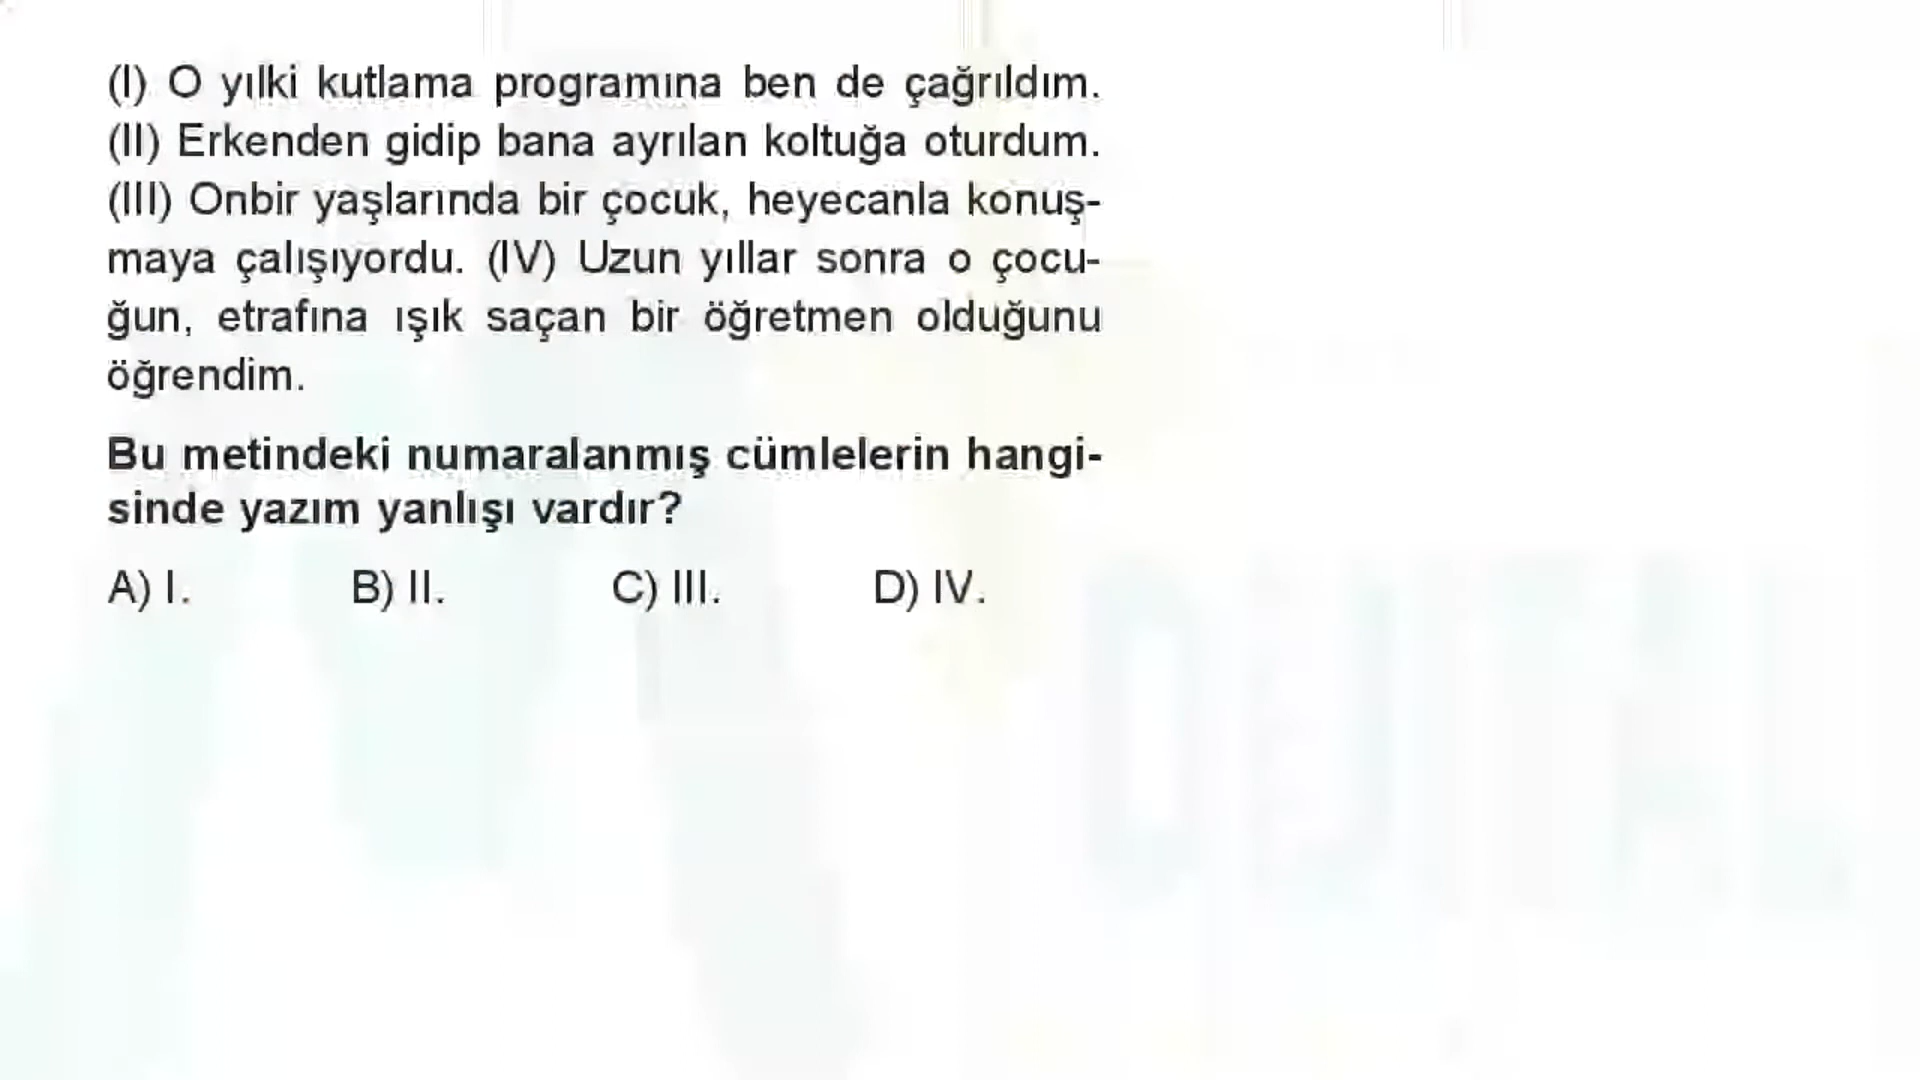 (I) O yılki kutlama programına ben de çağrıldım.
(II) Erkenden gidip bana ayrılan koltuğa oturdum.
(III) Onbir yaşlarında bir çocuk, heyecanla konuş-
maya çalışıyordu. (IV) Uzun yıllar sonra o çocu-
ğun, etrafına ışık saçan bir öğretmen olduğunu
öğrendim.
Bu metindeki numaralanmış cümlelerin hangi-
sinde yazım yanlışı vardır?
A) I. B) II. C) III. D) IV.